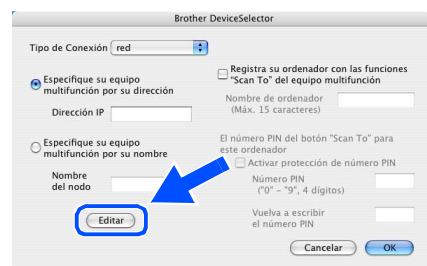 Brother DeviceSelector
Tipo de Conexión red
Especifique su equipo
multifunción por su dirección
Dirección IP
Especifique su equipo
multifunción por su nombre
Nombre
del nodo
Editar
Registra su ordenador con las funciones
"Scan To" del equipo multifunción
Nombre de ordenador
(Máx. 15 caracteres)
El número PIN del botón "Scan To" para
este ordenador
Activar protección de número PIN
Número PIN
("0" – "9", 4 dígitos)
Vuelva a escribir
el número PIN
Cancelar
OK